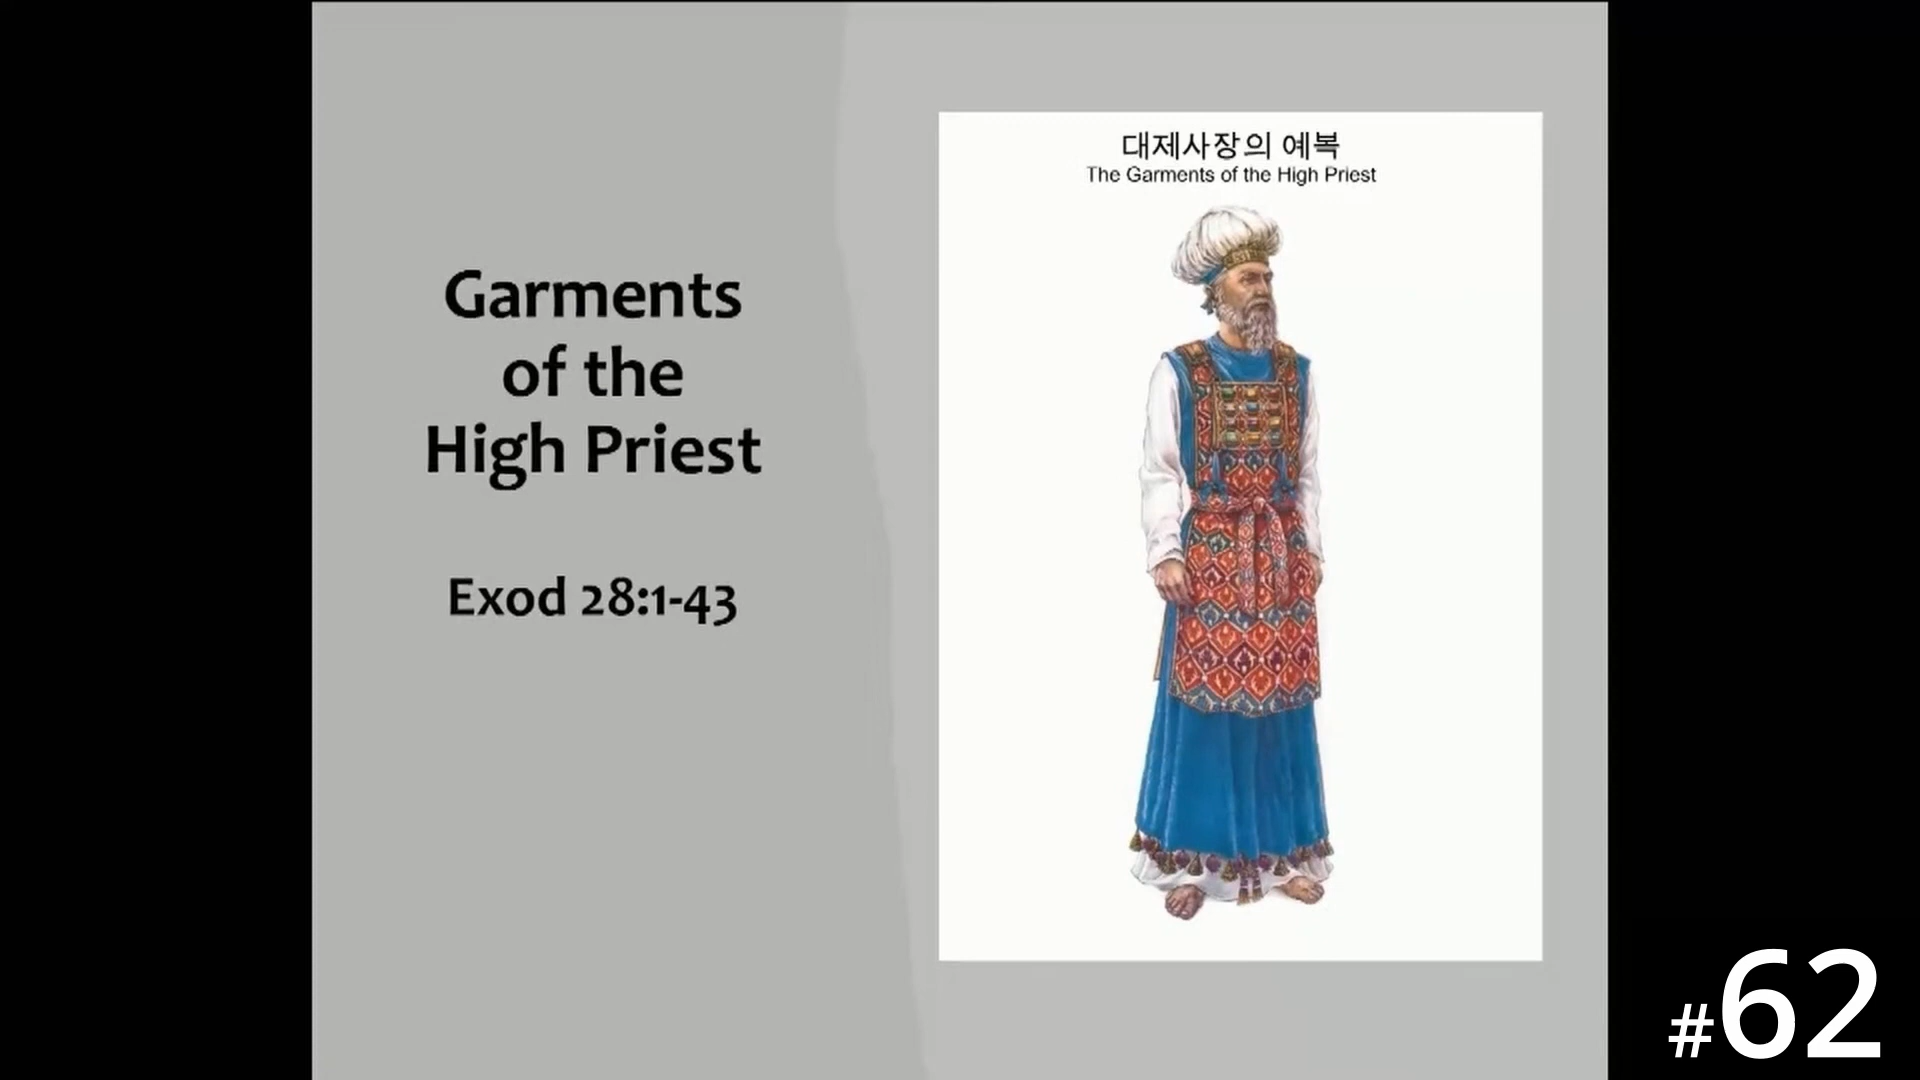 Garments
of the
High Priest
Exod 28:1-43
대제사장의 예복
The Garments of the High Priest
#62